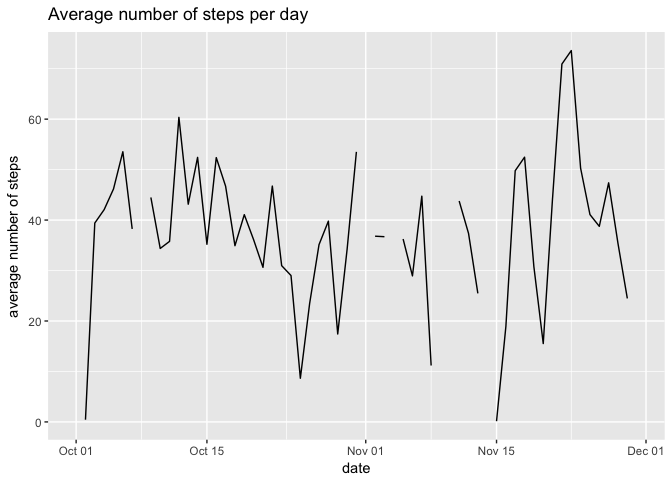 Average number of steps per day
average number of steps
60
40
20
0
Oct 01 Oct 15 Nov 01 Nov 15 Dec 01
date